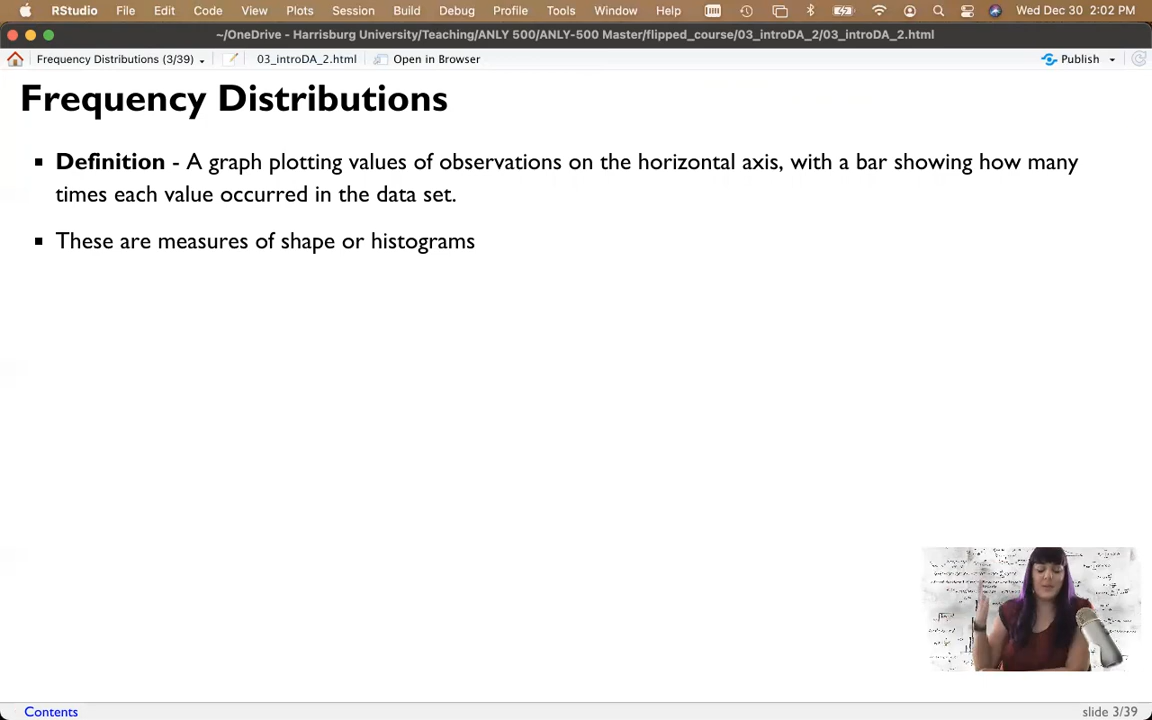 RStudio File Edit Code View Plots Session Build Debug Profile Tools Window Help Wed Dec 30 2:02 PM
~/OneDrive - Harrisburg University/Teaching/ANLY 500/ANLY-500 Master/flipped_course/03_introDA_2/03_introDA_2.html
Frequency Distributions (3/39) 03_introDA_2.html Open in Browser Publish
Frequency Distributions
▪ Definition - A graph plotting values of observations on the horizontal axis, with a bar showing how many
times each value occurred in the data set.
▪ These are measures of shape or histograms
Contents slide 3/39